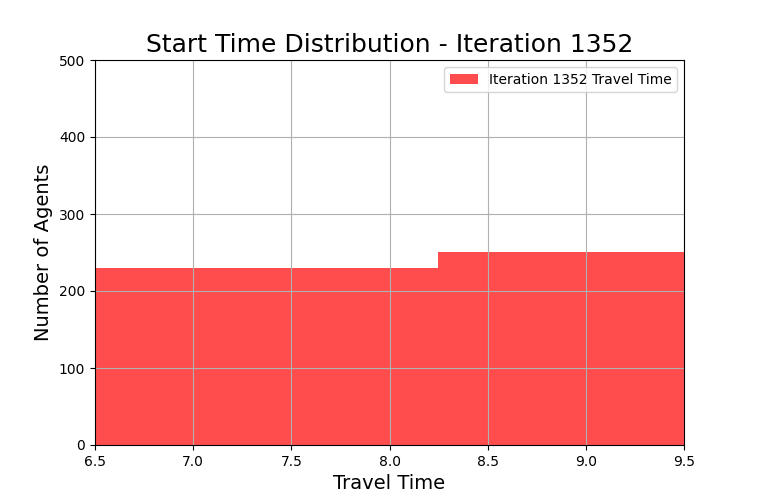 Start Time Distribution - Iteration 1352
500
Iteration 1352 Travel Time
400
300
200
100
0
Number of Agents
6.5 7.0 7.5 8.0 8.5 9.0 9.5
Travel Time